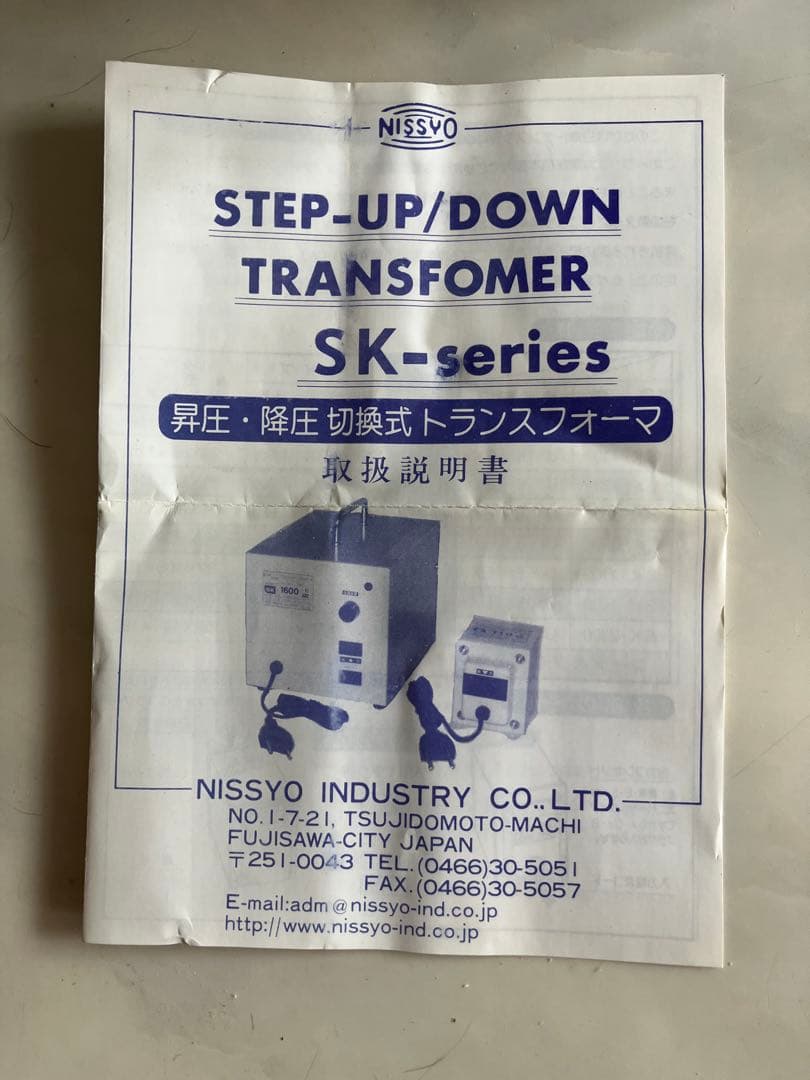 NISSYO
STEP-UP/DOWN
TRANSFOMER
SK-series
昇圧・降圧 切換式 トランスフォーマ
取扱説明書
SK 1600
NISSYO INDUSTRY CO.,LTD.
NO.1-7-21, TSUJIDOMOTO-MACHI
FUJISAWA-CITY JAPAN
〒251-0043 TEL.(0466)30-5051
FAX.(0466)30-5057
E-mail:adm@nissyo-ind.co.jp
http://www.nissyo-ind.co.jp